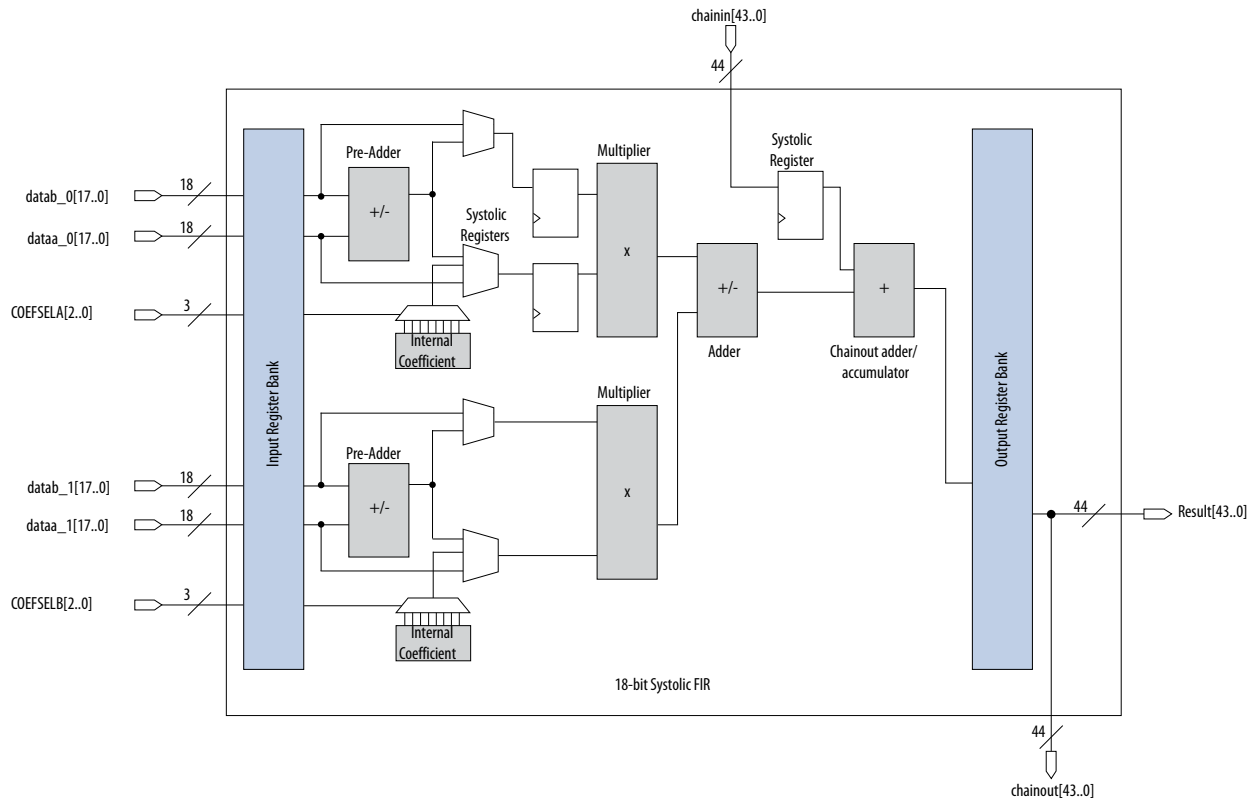 chainin[43..0]
44
Systolic
Register
Multiplier
Pre-Adder
18
datab_0[17..0]
+/-
Systolic
Registers
18
dataa_0[17..0]
x
+/-
+
3
COEFSELA[2..0]
Internal
Coefficient
Adder
Chainout adder/
accumulator
Input Register Bank
Output Register Bank
Multiplier
Pre-Adder
18
datab_1[17..0]
+/-
x
18
dataa_1[17..0]
44
Result[43..0]
3
COEFSELB[2..0]
Internal
Coefficient
18-bit Systolic FIR
44
chainout[43..0]